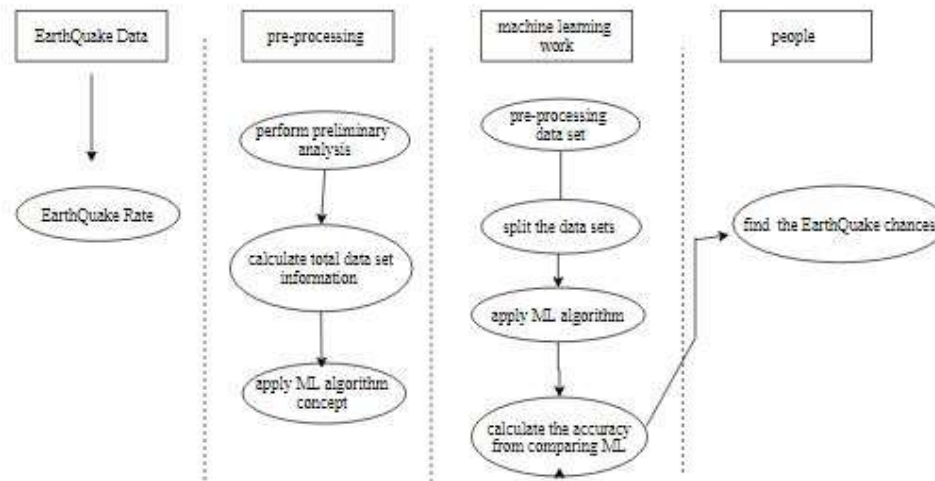 EarthQuake Data
EarthQuake Rate
pre-processing
perform preliminary
analysis
calculate total data set
information
apply ML algorithm
concept
machine learning
work
pre-processing
data set
split the data sets
apply ML algorithm
calculate the accuracy
from comparing ML
people
find the EarthQuake chances